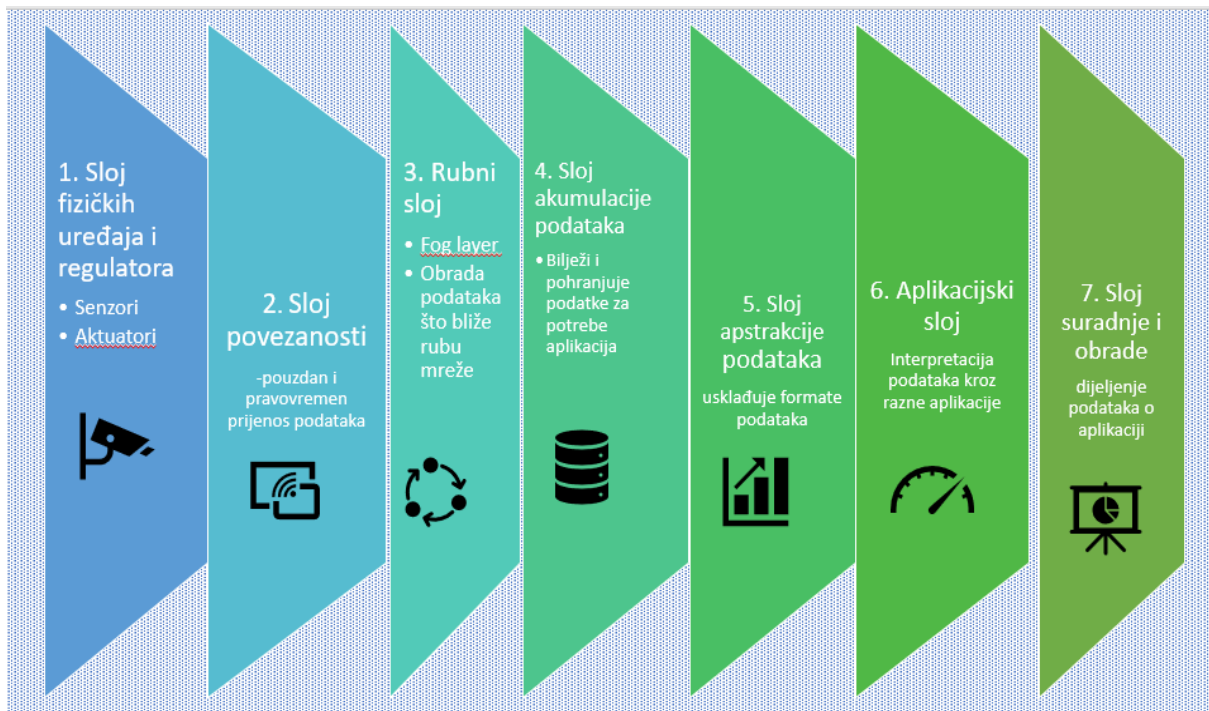 1. Sloj
fizičkih
uređaja i
regulatora
• Senzori
• Aktuatori
2. Sloj
povezanosti
-pouzdan i
pravovremen
prijenos podataka
3. Rubni
sloj
• Fog layer
• Obrada
podataka
što bliže
rubu
mreže
4. Sloj
akumulacije
podataka
• Bilježi i
pohranjuje
podatke za
potrebe
aplikacija
5. Sloj
apstrakcije
podataka
usklađuje formate
podataka
6. Aplikacijski
sloj
Interpretacija
podataka kroz
razne aplikacije
7. Sloj
suradnje i
obrade
dijeljenje
podataka o
aplikaciji